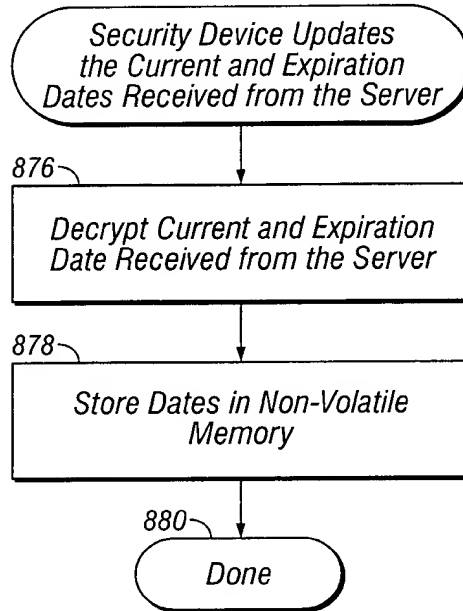 Security Device Updates
the Current and Expiration
Dates Received from the Server
876
Decrypt Current and Expiration
Date Received from the Server
878
Store Dates in Non-Volatile
Memory
880
Done